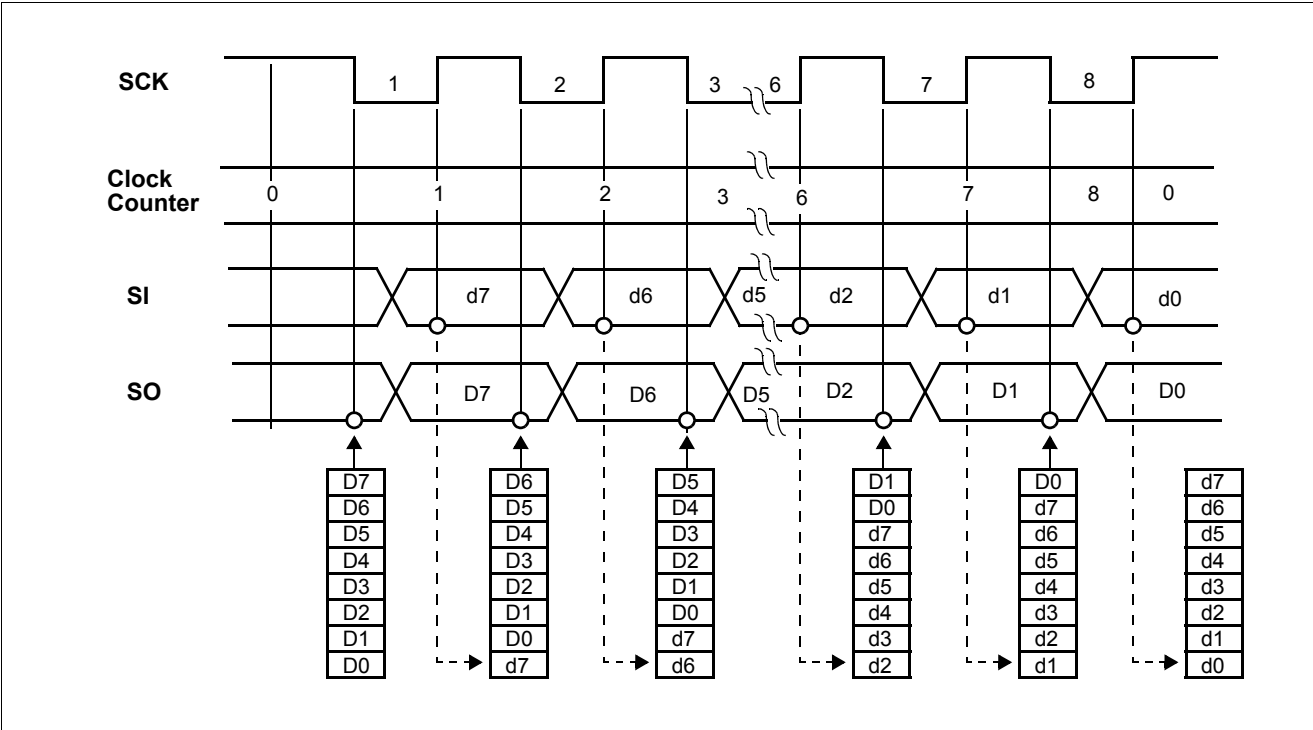 SCK 1 2 3 6 7 8
Clock
Counter
0 1 2 3 6 7 8 0
SI d7 d6 d5 d2 d1 d0
SO D7 D6 D5 D2 D1 D0
D7 D6 D5 D1 D0 d7
D6 D5 D4 D0 d7 d6
D5 D4 D3 d7 d6 d5
D4 D3 D2 d6 d5 d4
D3 D2 D1 d5 d4 d3
D2 D1 D0 d4 d3 d2
D1 D0 d7 d3 d2 d1
D0 d7 d6 d2 d1 d0